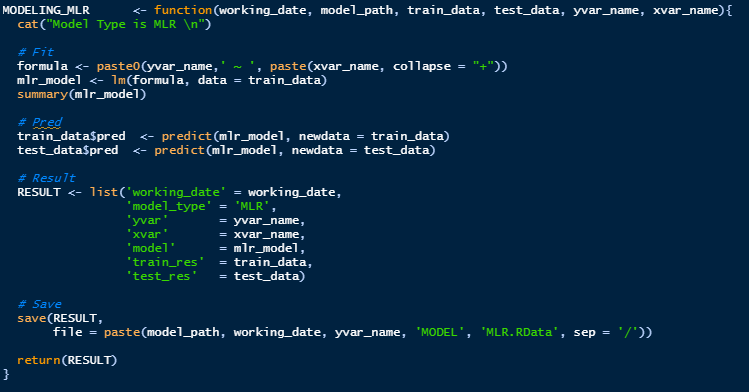 MODELING_MLR      <- function(working_date, model_path, train_data, test_data, yvar_name, xvar_name){
  cat("Model Type is MLR \n")
  # Fit
  formula <- paste0(yvar_name,' ~ ', paste(xvar_name, collapse = "+"))
  mlr_model <- lm(formula, data = train_data)
  summary(mlr_model)
  # Pred
  train_data$pred  <- predict(mlr_model, newdata = train_data)
  test_data$pred  <- predict(mlr_model, newdata = test_data)
  # Result
  RESULT <- list('working_date' = working_date,
                 'model_type' = 'MLR',
                 'yvar'       = yvar_name,
                 'xvar'       = xvar_name,
                 'model'      = mlr_model,
                 'train_res'  = train_data,
                 'test_res'   = test_data)
  # Save
  save(RESULT,
       file = paste(model_path, working_date, yvar_name, 'MODEL', 'MLR.RData', sep = '/'))
  return(RESULT)
}